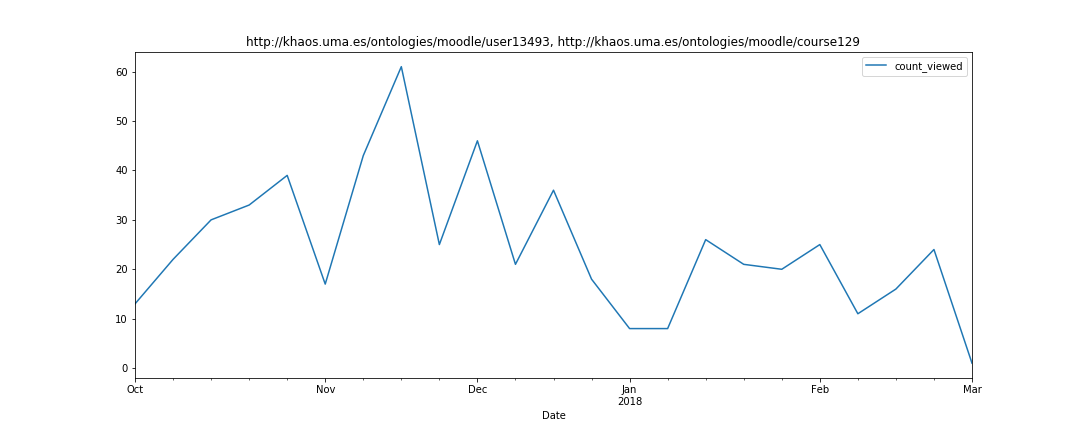 http://khaos.uma.es/ontologies/moodle/user13493, http://khaos.uma.es/ontologies/moodle/course129
count_viewed
60
50
40
30
20
10
0
Oct Nov Dec Jan Feb Mar
2018
Date